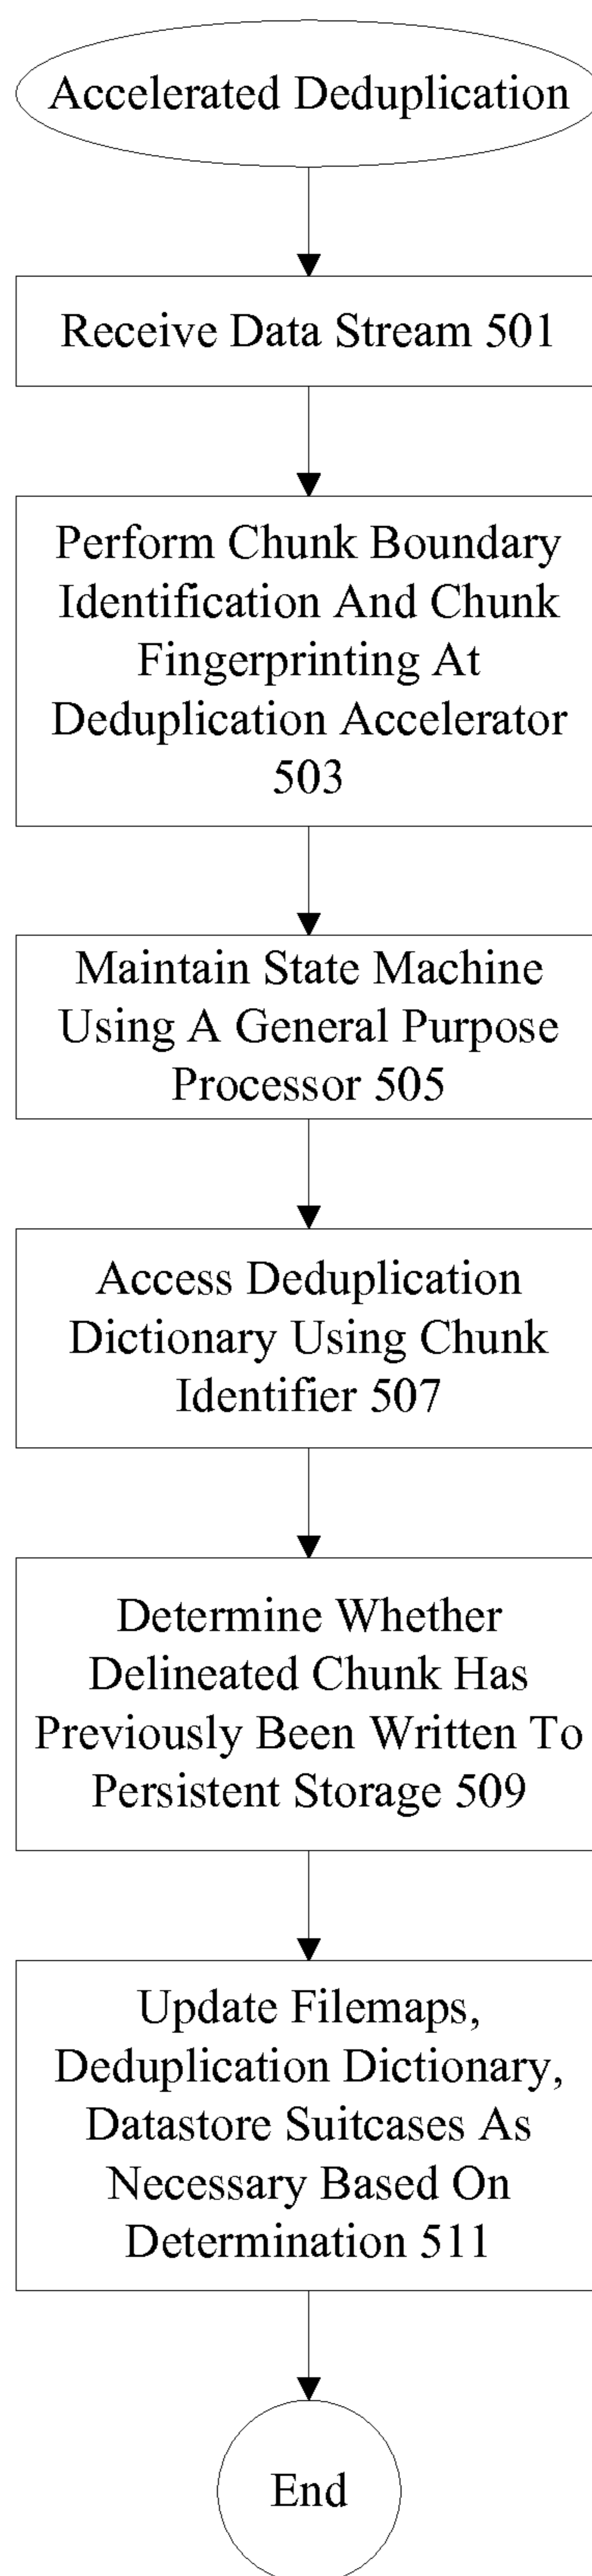 Accelerated Deduplication
Receive Data Stream 501
Perform Chunk Boundary
Identification And Chunk
Fingerprinting At
Deduplication Accelerator
503
Maintain State Machine
Using A General Purpose
Processor 505
Access Deduplication
Dictionary Using Chunk
Identifier 507
Determine Whether
Delineated Chunk Has
Previously Been Written To
Persistent Storage 509
Update Filemaps,
Deduplication Dictionary,
Datastore Suitcases As
Necessary Based On
Determination 511
End